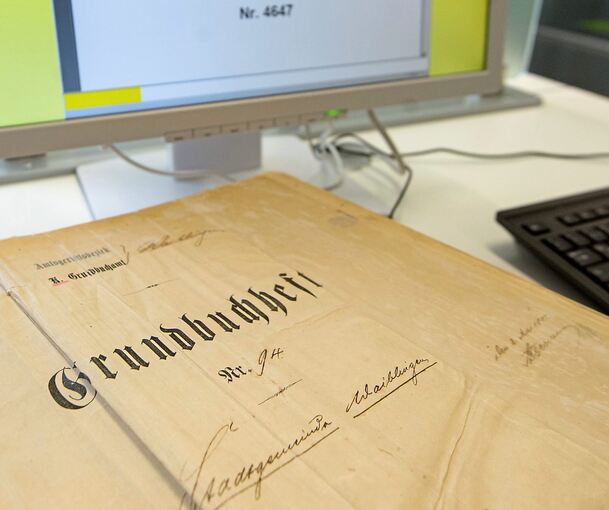 Nr. 4647
Amtsgerichtsbezirk
K. Grundbuchamt
Grundbuchheft
Nr. 94
Stadtgemeinde Waiblingen